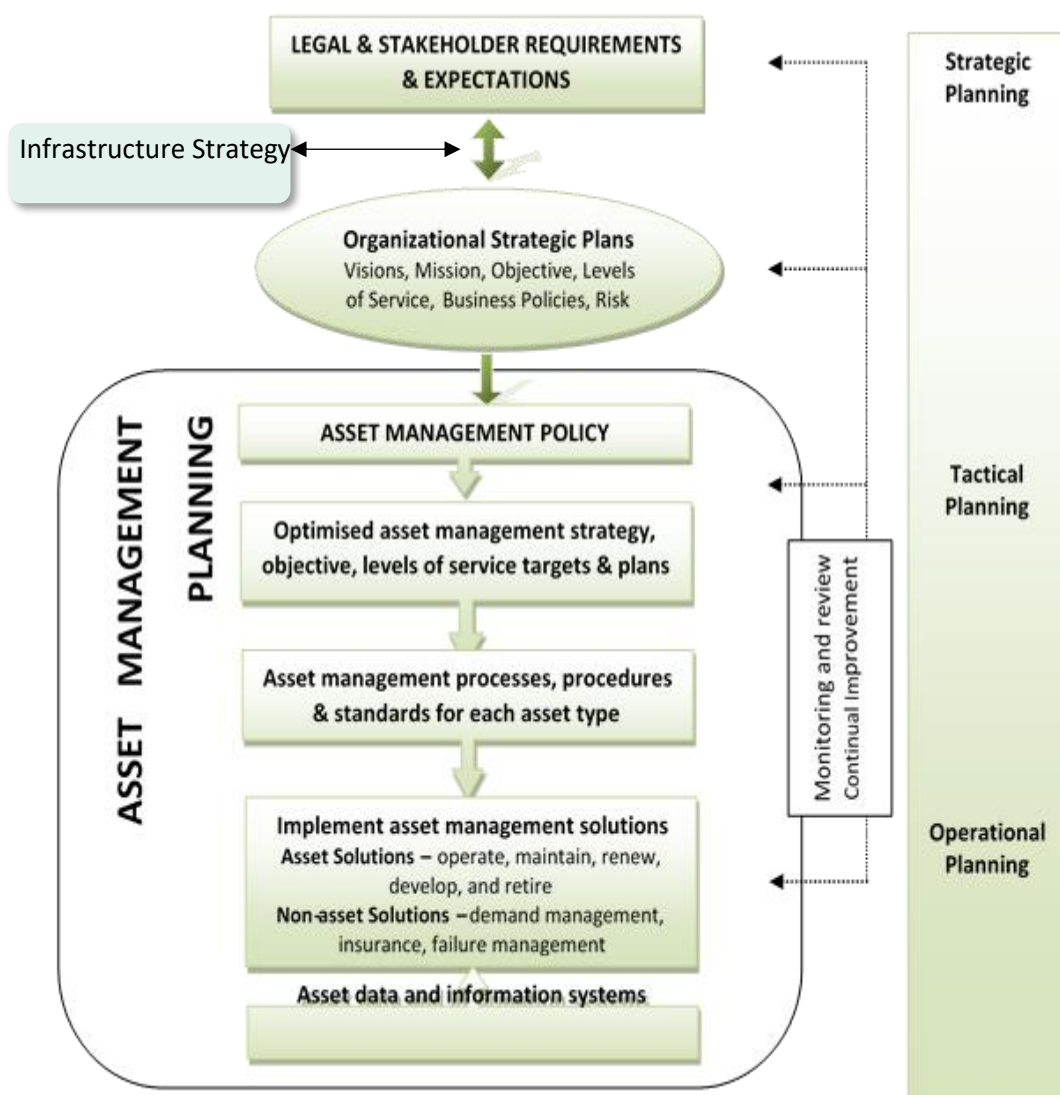 LEGAL & STAKEHOLDER REQUIREMENTS
& EXPECTATIONS
Infrastructure Strategy
Organizational Strategic Plans
Visions, Mission, Objective, Levels
of Service, Business Policies, Risk
ASSET MANAGEMENT
PLANNING
ASSET MANAGEMENT POLICY
Optimised asset management strategy,
objective, levels of service targets & plans
Asset management processes, procedures
& standards for each asset type
Implement asset management solutions
Asset Solutions – operate, maintain, renew,
develop, and retire
Non-asset Solutions –demand management,
insurance, failure management
Asset data and information systems
Monitoring and review
Continual Improvement
Strategic
Planning
Tactical
Planning
Operational
Planning